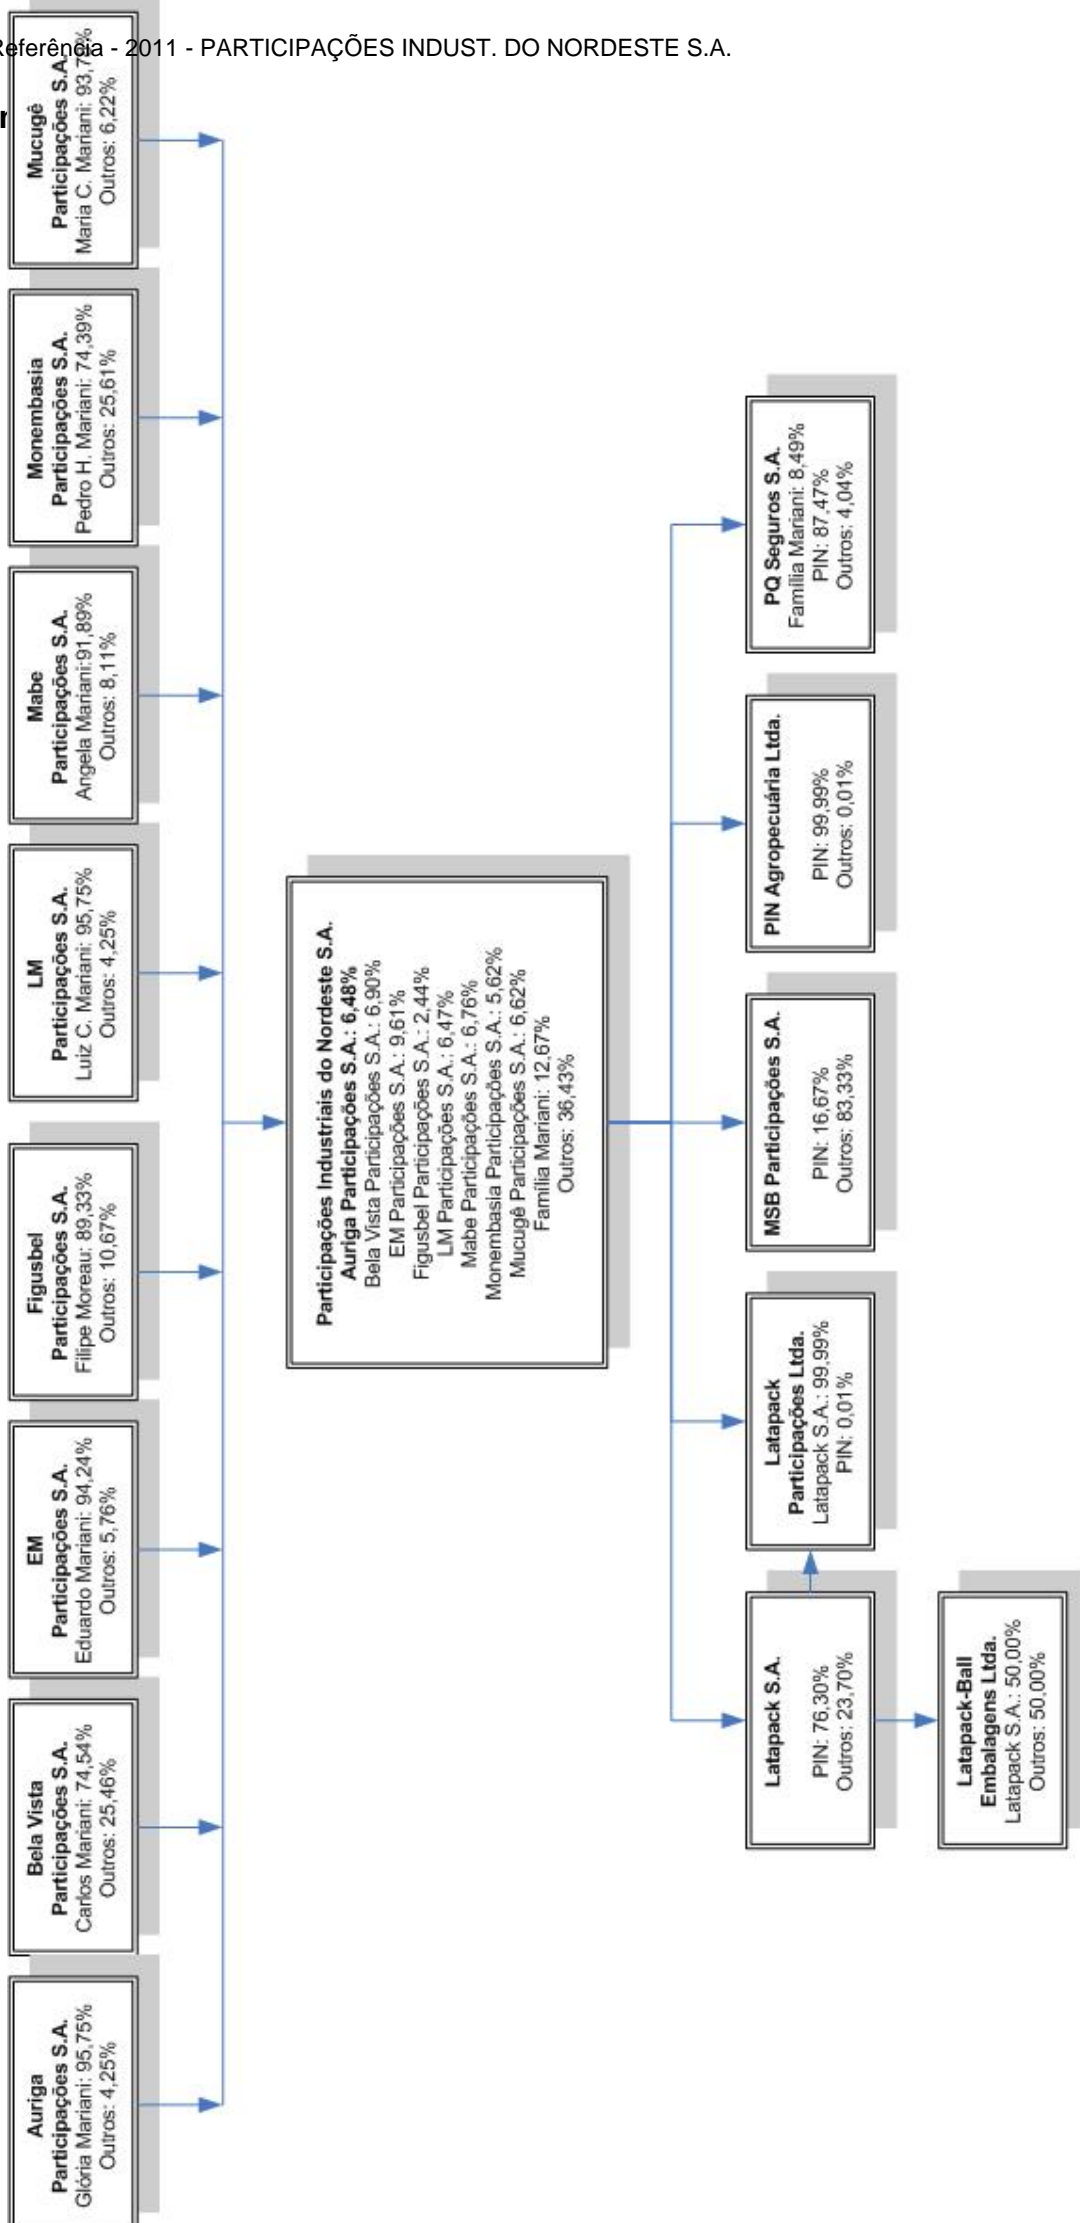 Referência - 2011 - PARTICIPAÇÕES INDUST. DO NORDESTE S.A.
Auriga
Participações S.A.
Glória Mariani: 95,75%
Outros: 4,25%
Bela Vista
Participações S.A.
Carlos Mariani: 74,54%
Outros: 25,46%
EM
Participações S.A.
Eduardo Mariani: 94,24%
Outros: 5,76%
Figusbel
Participações S.A.
Filipe Moreau: 89,33%
Outros: 10,67%
LM
Participações S.A.
Luiz C. Mariani: 95,75%
Outros: 4,25%
Mabe
Participações S.A.
Angela Mariani:91,89%
Outros: 8,11%
Monembasia
Participações S.A.
Pedro H. Mariani: 74,39%
Outros: 25,61%
Mucugê
Participações S.A.
Maria C. Mariani:
Outros: 6,22%
Participações Industriais do Nordeste S.A.
Auriga Participações S.A.: 6,48%
Bela Vista Participações S.A.: 6,90%
EM Participações S.A.: 9,61%
Figusbel Participações S.A.: 2,44%
LM Participações S.A.: 6,47%
Mabe Participações S.A.: 6,76%
Monembasia Participações S.A.: 5,62%
Mucugê Participações S.A.: 6,62%
Família Mariani: 12,67%
Outros: 36,43%
Latapack S.A.
PIN: 76,30%
Outros: 23,70%
Latapack
Participações Ltda.
Latapack S.A.: 99,99%
PIN: 0,01%
MSB Participações S.A.
PIN: 16,67%
Outros: 83,33%
PIN Agropecuária Ltda.
PIN: 99,99%
Outros: 0,01%
PQ Seguros S.A.
Família Mariani: 8,49%
PIN: 87,47%
Outros: 4,04%
Latapack-Ball
Embalagens Ltda.
Latapack S.A.: 50,00%
Outros: 50,00%